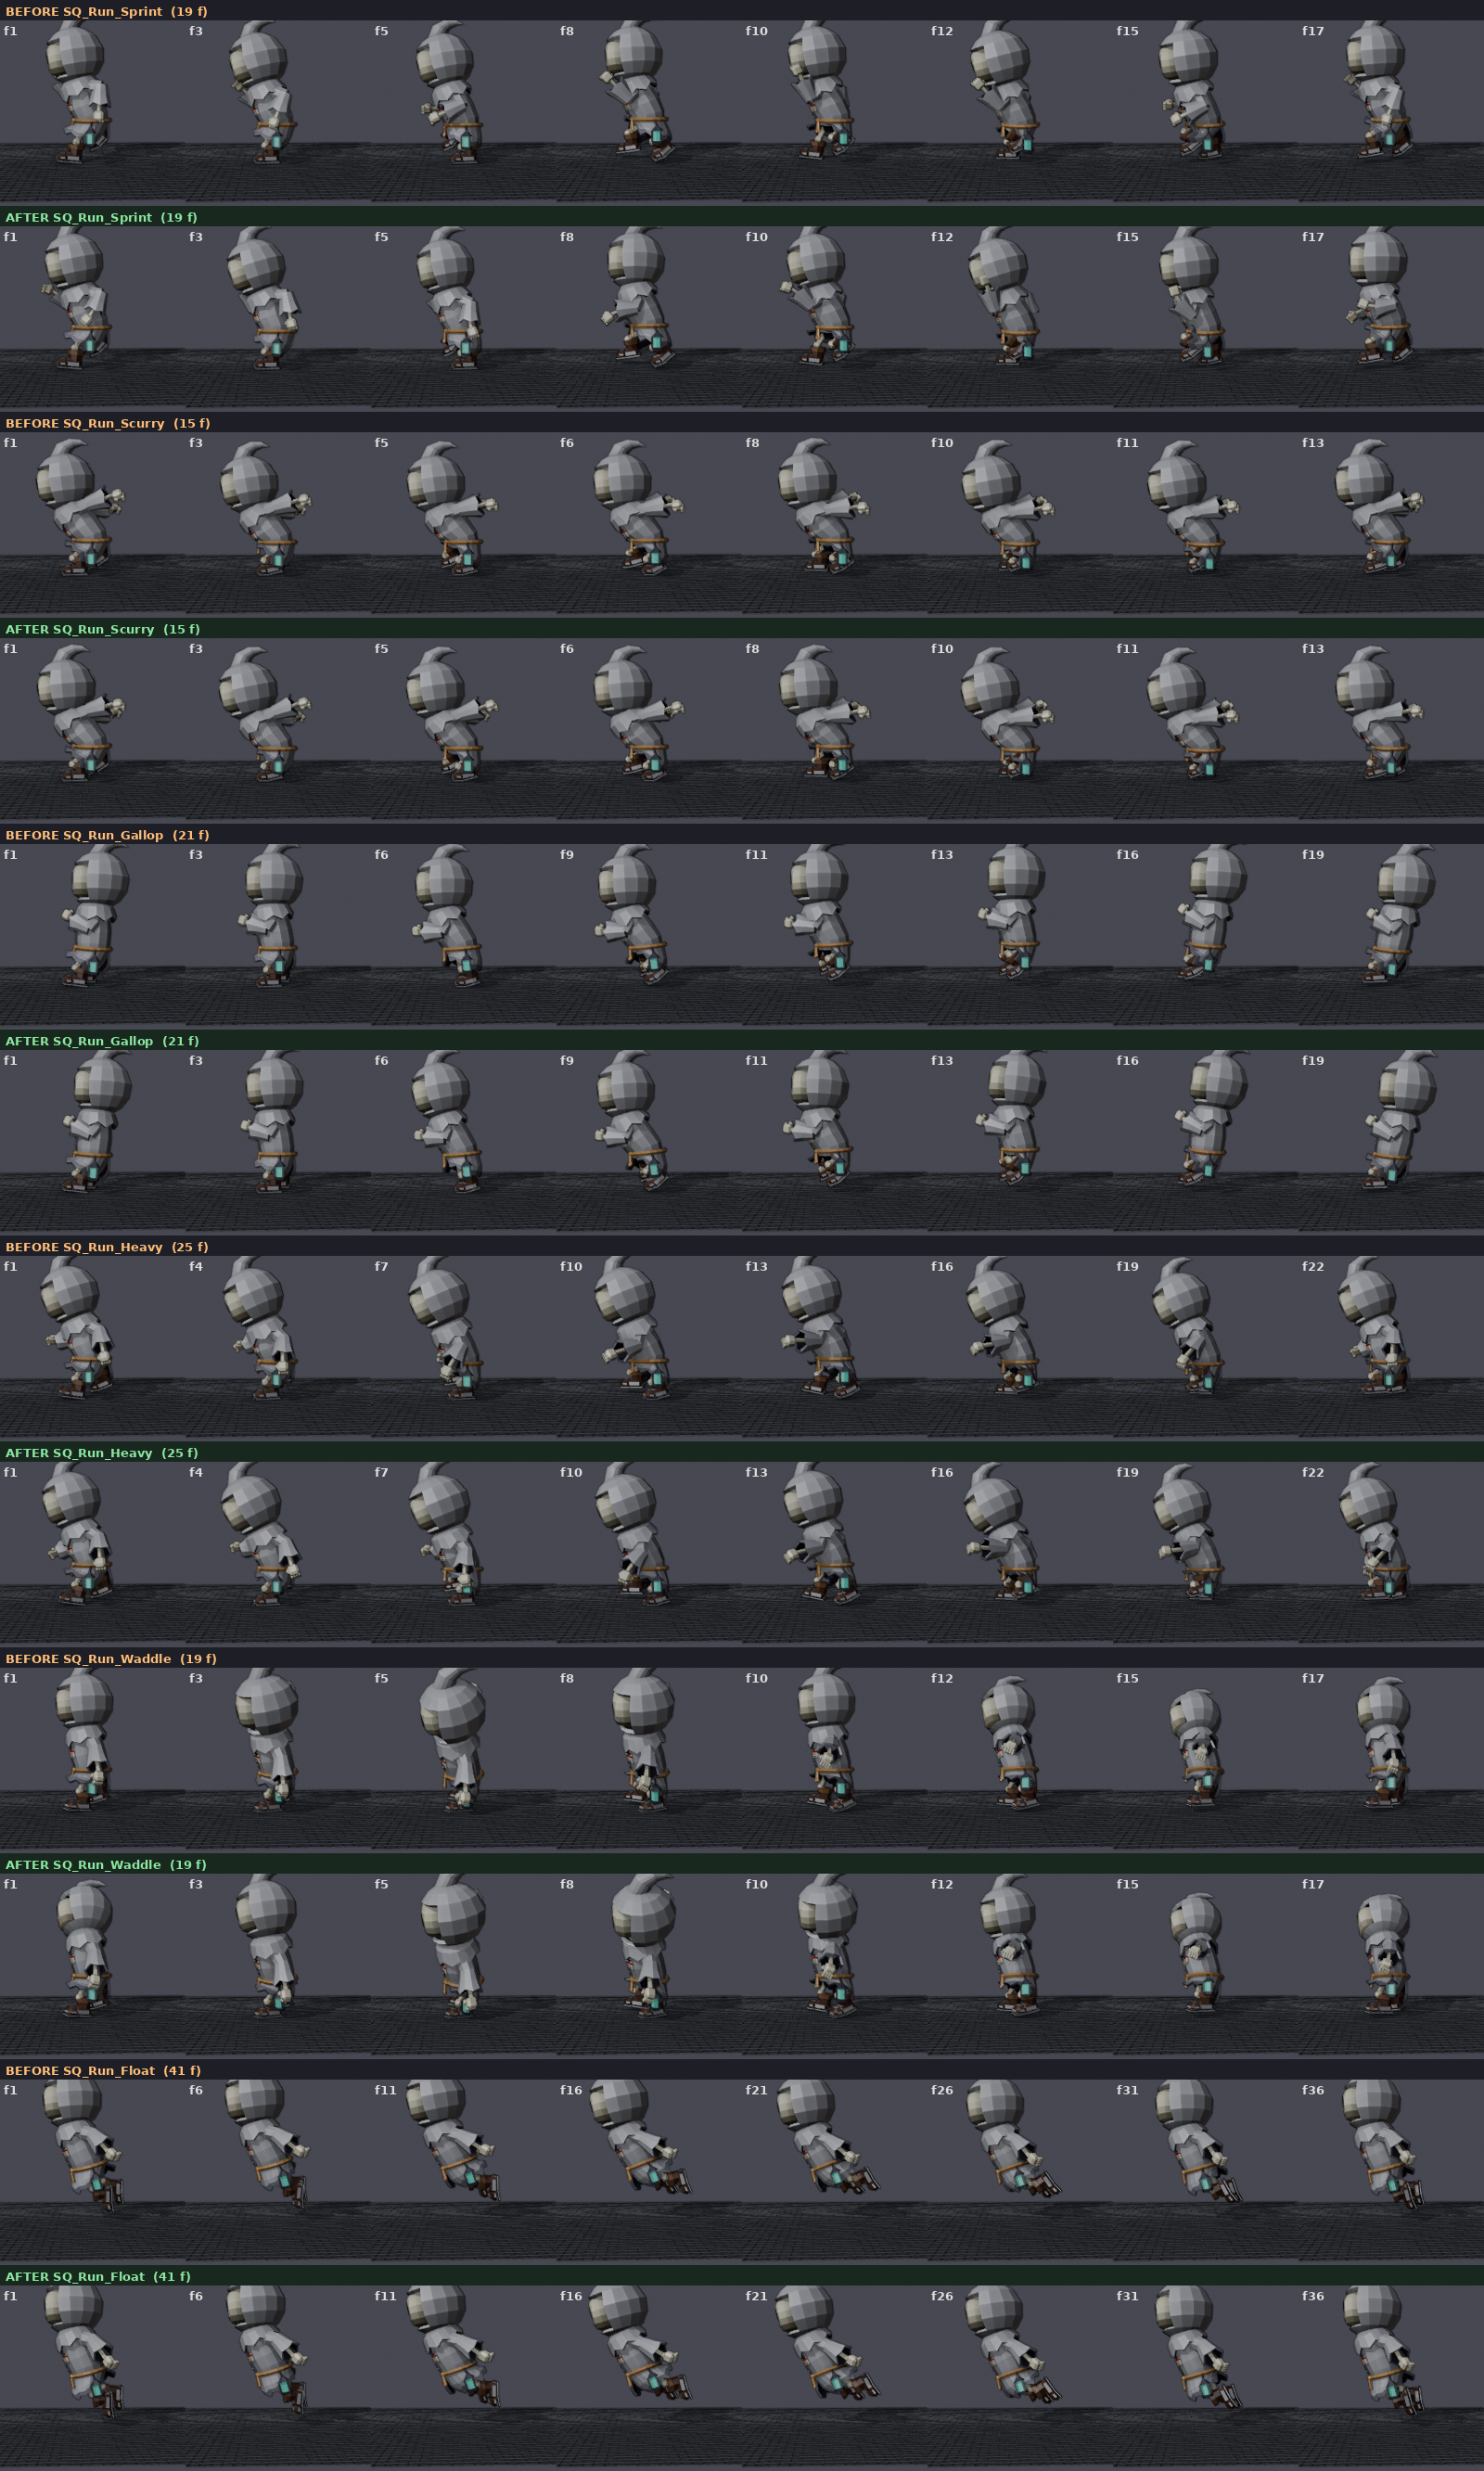 BEFORE SQ_Run_Sprint (19 f)
f1 f3 f5 f8 f10 f12 f15 f17
AFTER SQ_Run_Sprint (19 f)
f1 f3 f5 f8 f10 f12 f15 f17
BEFORE SQ_Run_Scurry (15 f)
f1 f3 f5 f6 f8 f10 f11 f13
AFTER SQ_Run_Scurry (15 f)
f1 f3 f5 f6 f8 f10 f11 f13
BEFORE SQ_Run_Gallop (21 f)
f1 f3 f6 f9 f11 f13 f16 f19
AFTER SQ_Run_Gallop (21 f)
f1 f3 f6 f9 f11 f13 f16 f19
BEFORE SQ_Run_Heavy (25 f)
f1 f4 f7 f10 f13 f16 f19 f22
AFTER SQ_Run_Heavy (25 f)
f1 f4 f7 f10 f13 f16 f19 f22
BEFORE SQ_Run_Waddle (19 f)
f1 f3 f5 f8 f10 f12 f15 f17
AFTER SQ_Run_Waddle (19 f)
f1 f3 f5 f8 f10 f12 f15 f17
BEFORE SQ_Run_Float (41 f)
f1 f6 f11 f16 f21 f26 f31 f36
AFTER SQ_Run_Float (41 f)
f1 f6 f11 f16 f21 f26 f31 f36